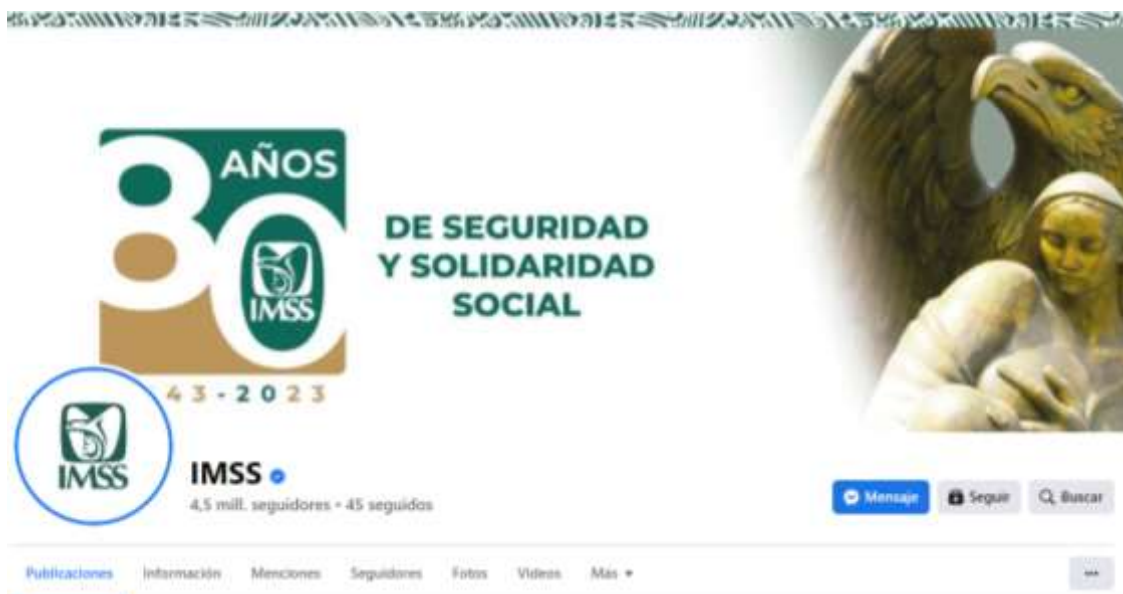 80 AÑOS
IMSS
DE SEGURIDAD
Y SOLIDARIDAD
SOCIAL
43-2023
IMSS
IMSS
4,5 mill. seguidores • 45 seguidos
Mensaje
Seguir
Buscar
Publicaciones Información Menciones Seguidores Fotos Videos Más